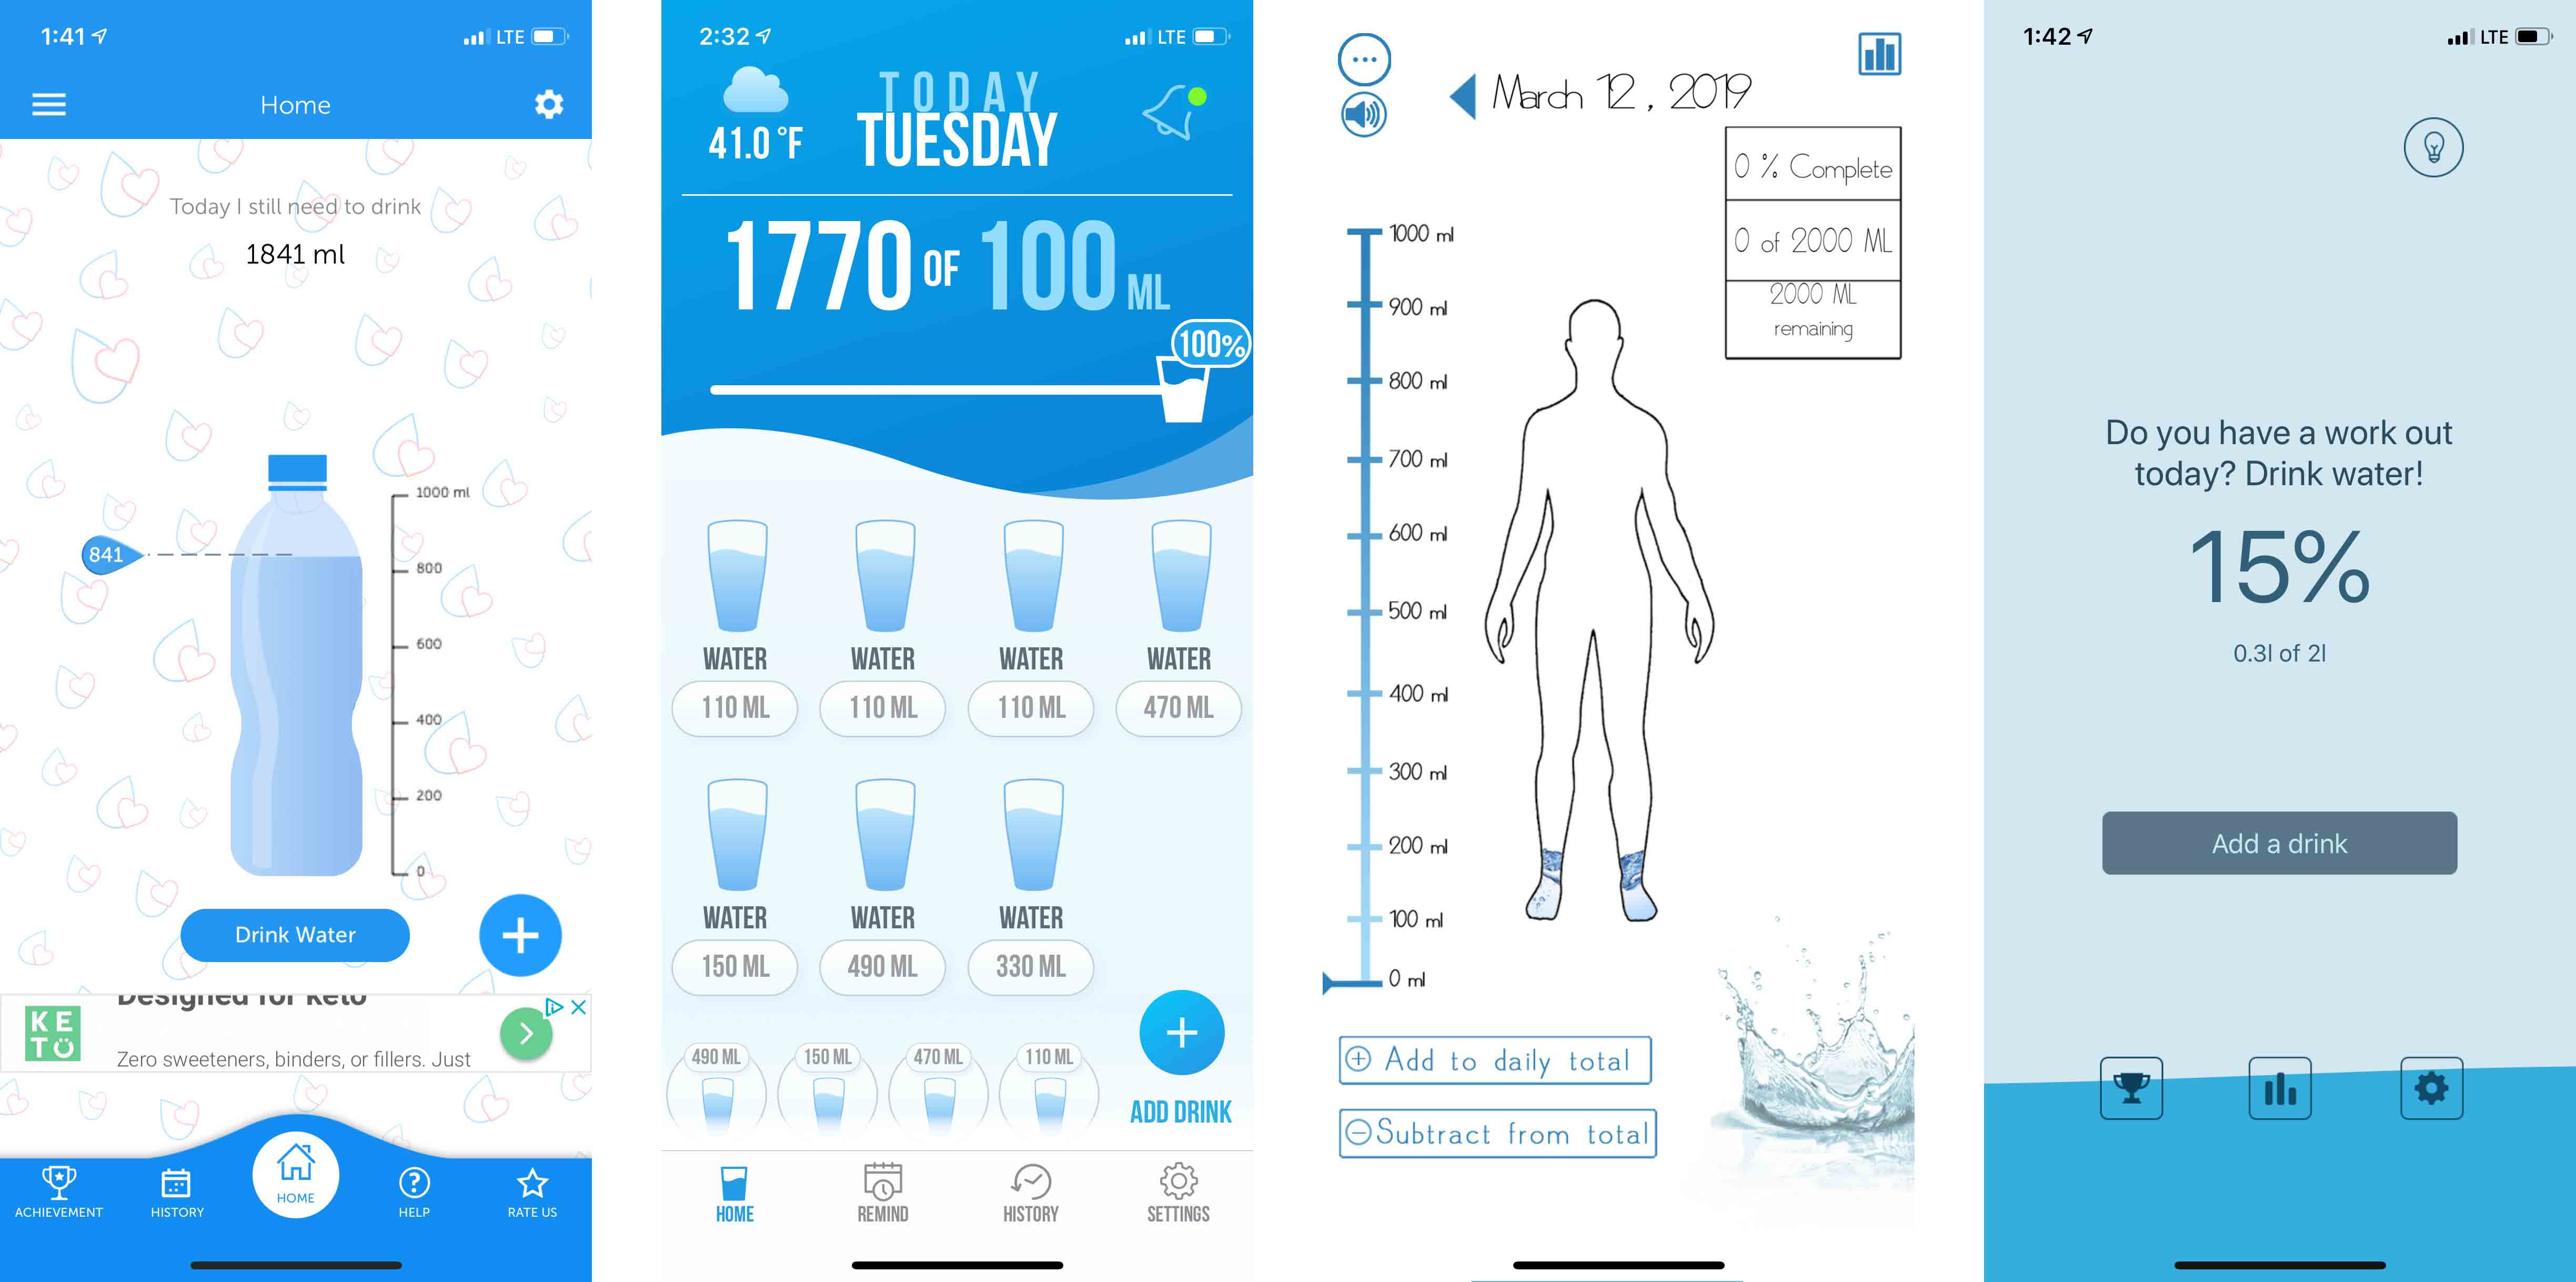 1:41
LTE
Home
Today I still need to drink
1841 ml
1000 ml
841
800
600
400
200
0
Drink Water
Designed for keto
KE
TO
Zero sweeteners, binders, or fillers. Just
ACHIEVEMENT
HISTORY
HOME
HELP
RATE US
2:32
LTE
TODAY
41.0 °F
TUESDAY
1770 OF 100 ML
100%
WATER WATER WATER WATER
110 ML 110 ML 110 ML 470 ML
WATER WATER WATER
150 ML 490 ML 330 ML
490 ML 150 ML 470 ML 110 ML
ADD DRINK
HOME REMIND HISTORY SETTINGS
March 12, 2019
0 % Complete
0 of 2000 ML
2000 ML
remaining
1000 ml
900 ml
800 ml
700 ml
600 ml
500 ml
400 ml
300 ml
200 ml
100 ml
0 ml
Add to daily total
Subtract from total
1:42
LTE
Do you have a work out
today? Drink water!
15%
0.3l of 2l
Add a drink